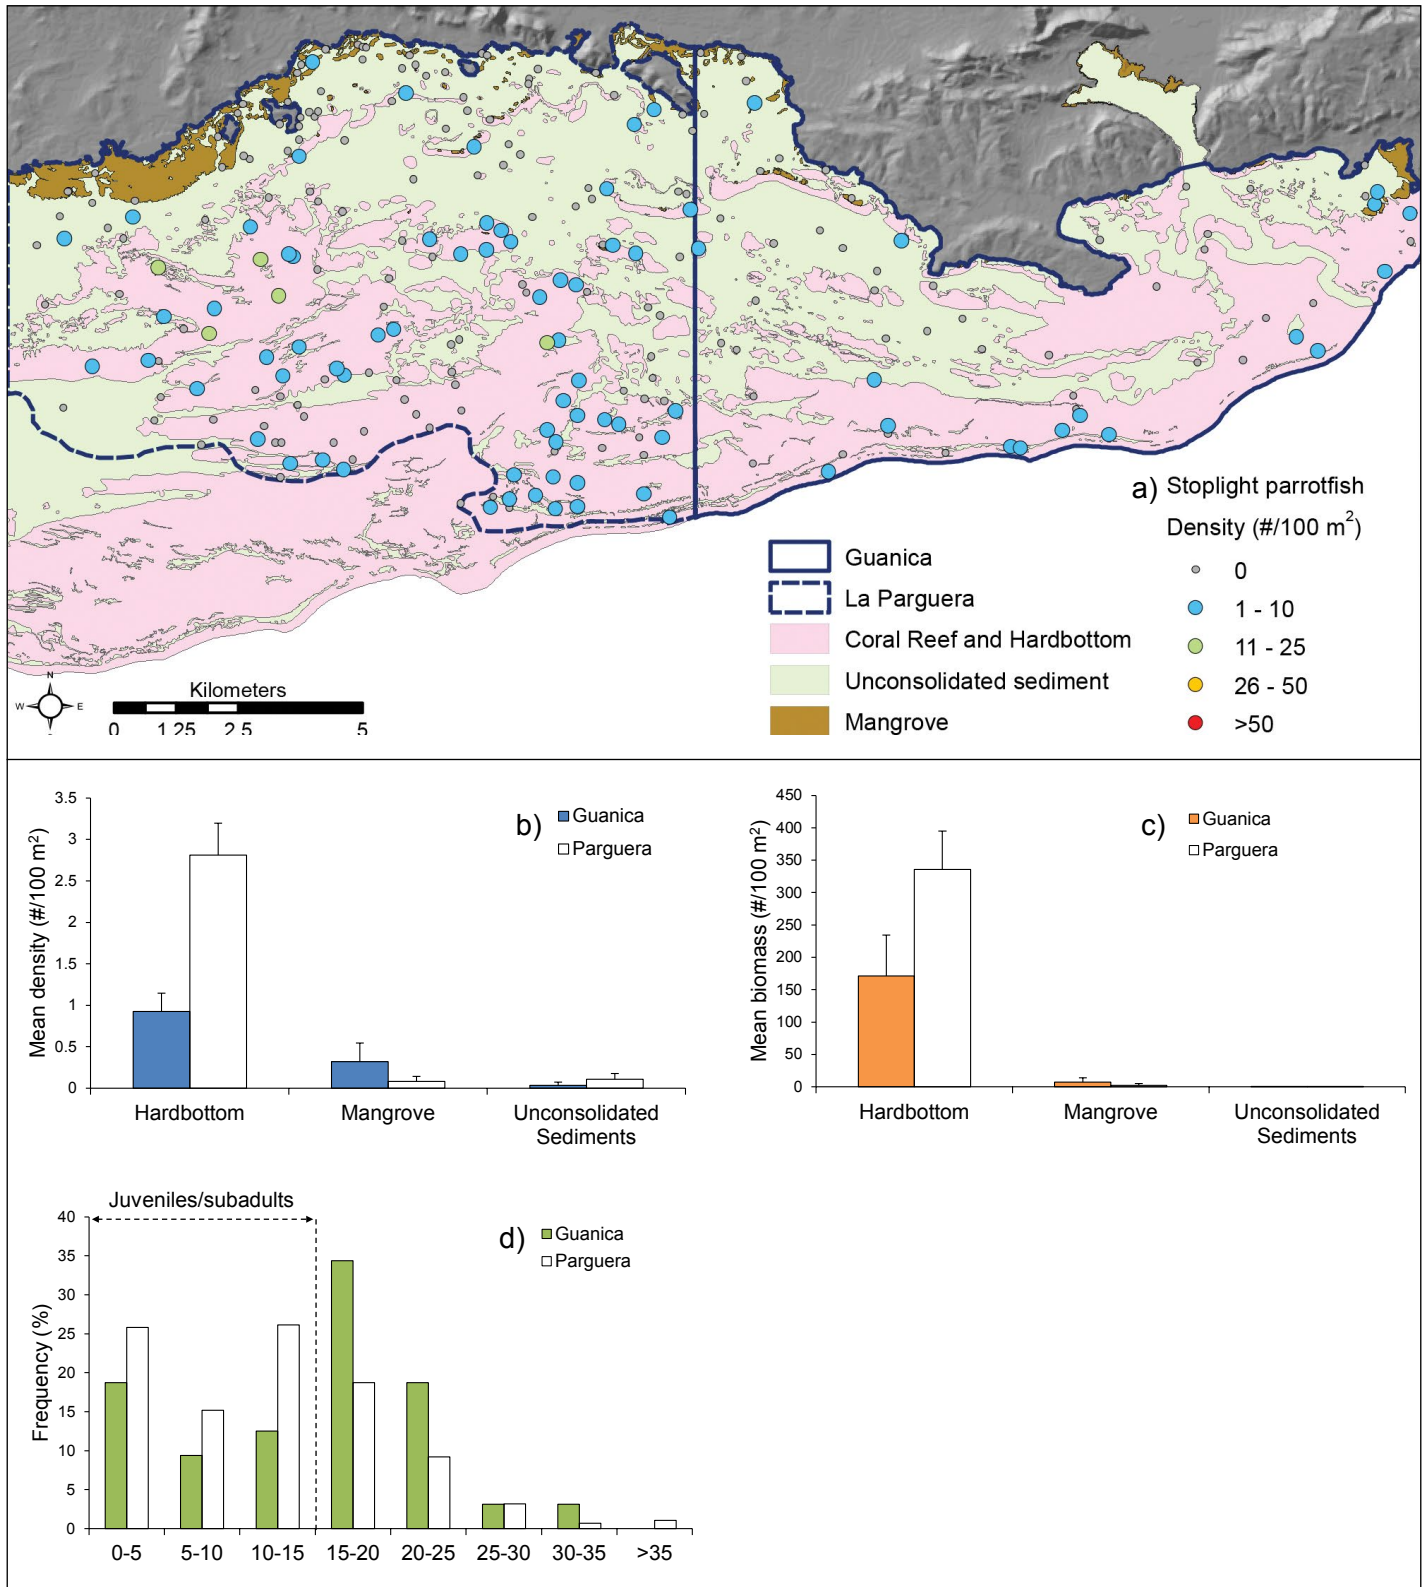 a) Stoplight parrotfish
Density (#/100 m²)
0
1 - 10
11 - 25
26 - 50
>50
Guanica
La Parguera
Coral Reef and Hardbottom
Unconsolidated sediment
Mangrove
N
W E
Kilometers
0 1.25 2.5 5
b)
Guanica
Parguera
Mean density (#/100 m²)
3.5
3
2.5
2
1.5
1
0.5
0
Hardbottom Mangrove Unconsolidated
Sediments
c)
Guanica
Parguera
Mean biomass (#/100 m²)
450
400
350
300
250
200
150
100
50
0
Hardbottom Mangrove Unconsolidated
Sediments
Juveniles/subadults
d)
Guanica
Parguera
Frequency (%)
40
35
30
25
20
15
10
5
0
0-5 5-10 10-15 15-20 20-25 25-30 30-35 >35